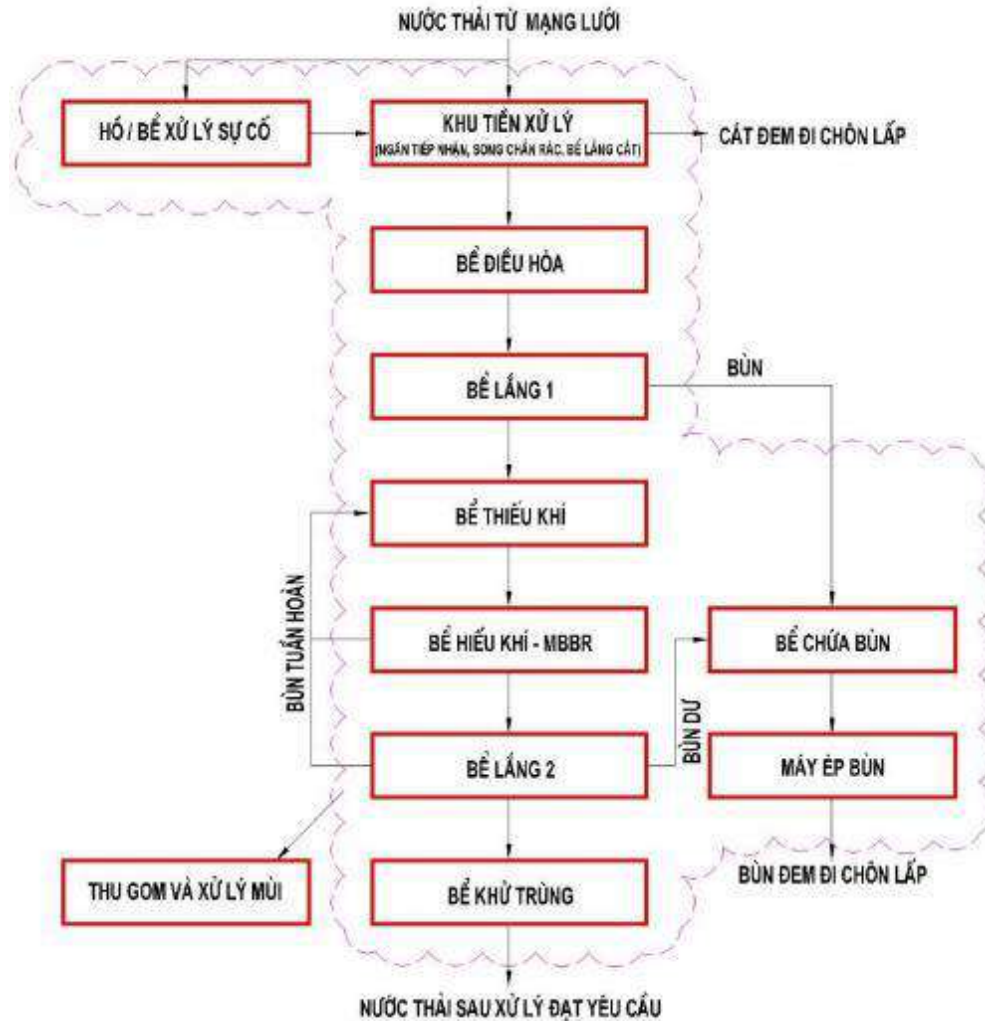 NƯỚC THẢI TỪ MẠNG LƯỚI
HỒ / BỂ XỬ LÝ SỰ CỐ
KHU TIỀN XỬ LÝ
(NGĂN TIẾP NHẬN, SONG CHẮN RÁC, BỂ LẮNG CÁT)
CÁT ĐEM ĐI CHÔN LẤP
BỂ ĐIỀU HÒA
BỂ LẮNG 1
BÙN
BỂ THIẾU KHÍ
BÙN TUẦN HOÀN
BỂ HIẾU KHÍ - MBBR
BỂ CHỨA BÙN
BÙN DƯ
BỂ LẮNG 2
MÁY ÉP BÙN
THU GOM VÀ XỬ LÝ MÙI
BỂ KHỬ TRÙNG
BÙN ĐEM ĐI CHÔN LẤP
NƯỚC THẢI SAU XỬ LÝ ĐẠT YÊU CẦU